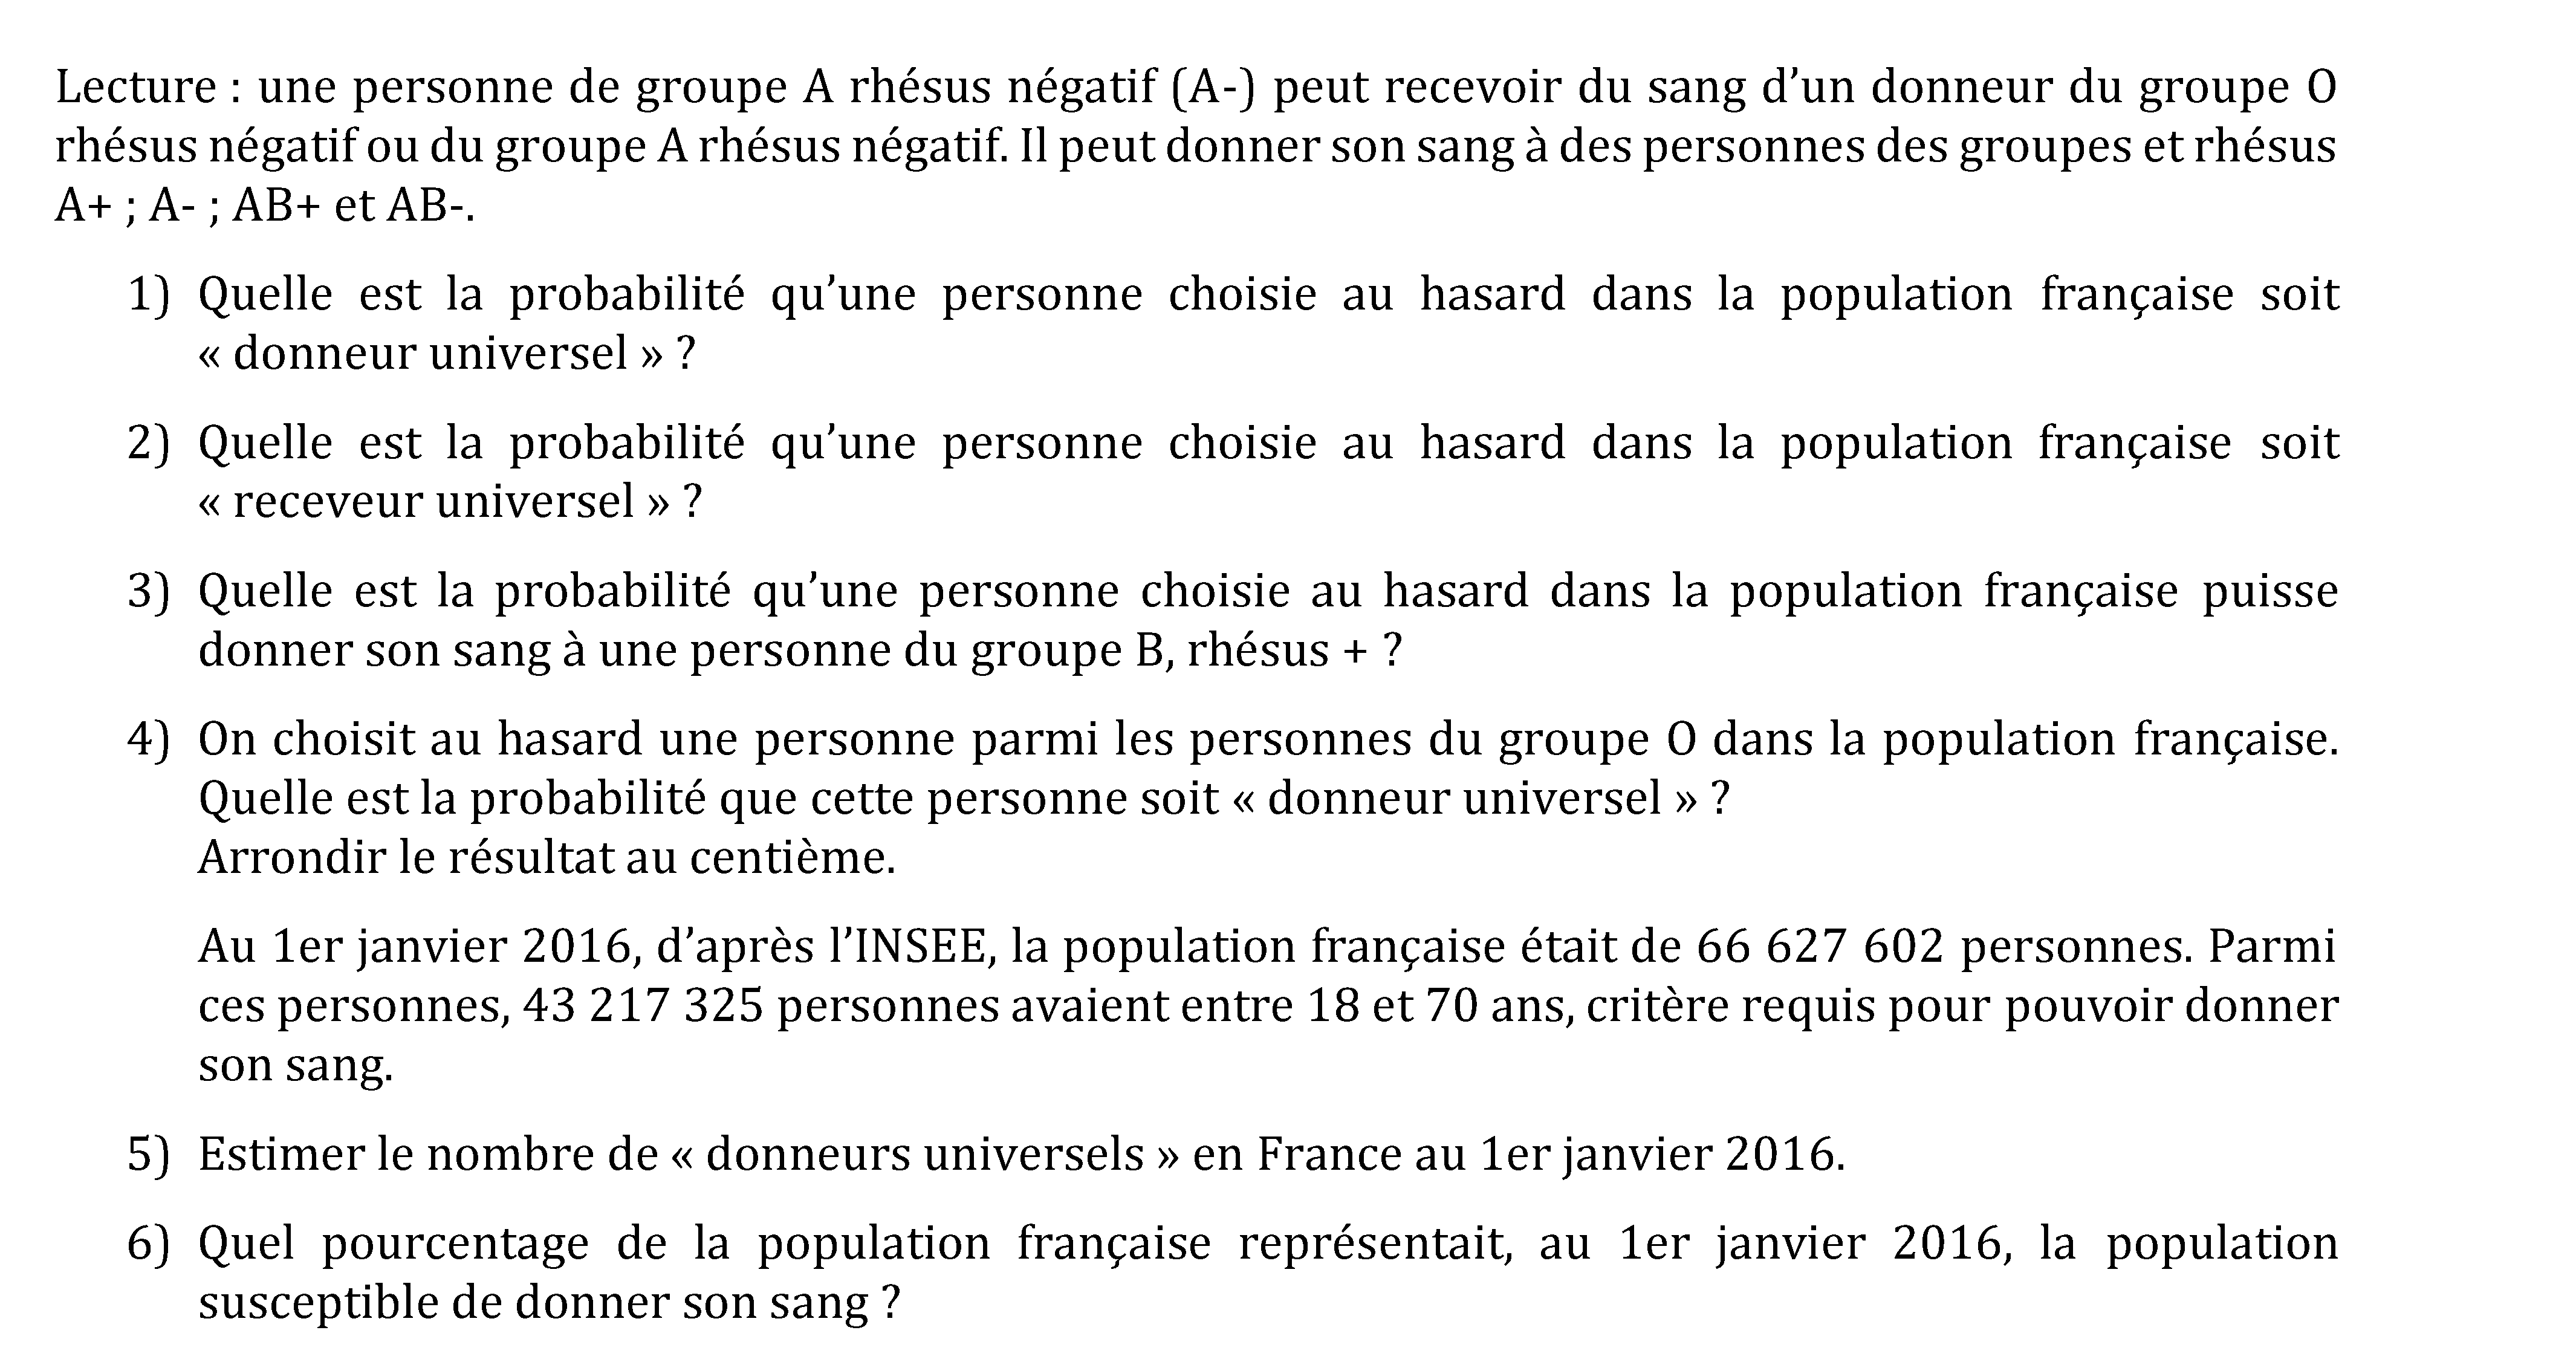 Lecture : une personne de groupe A rhésus négatif (A-) peut recevoir du sang d’un donneur du groupe O
rhésus négatif ou du groupe A rhésus négatif. Il peut donner son sang à des personnes des groupes et rhésus
A+ ; A- ; AB+ et AB-.
1) Quelle est la probabilité qu’une personne choisie au hasard dans la population française soit
« donneur universel » ?
2) Quelle est la probabilité qu’une personne choisie au hasard dans la population française soit
« receveur universel » ?
3) Quelle est la probabilité qu’une personne choisie au hasard dans la population française puisse
donner son sang à une personne du groupe B, rhésus + ?
4) On choisit au hasard une personne parmi les personnes du groupe O dans la population française.
Quelle est la probabilité que cette personne soit « donneur universel » ?
Arrondir le résultat au centième.
Au 1er janvier 2016, d’après l’INSEE, la population française était de 66 627 602 personnes. Parmi
ces personnes, 43 217 325 personnes avaient entre 18 et 70 ans, critère requis pour pouvoir donner
son sang.
5) Estimer le nombre de « donneurs universels » en France au 1er janvier 2016.
6) Quel pourcentage de la population française représentait, au 1er janvier 2016, la population
susceptible de donner son sang ?